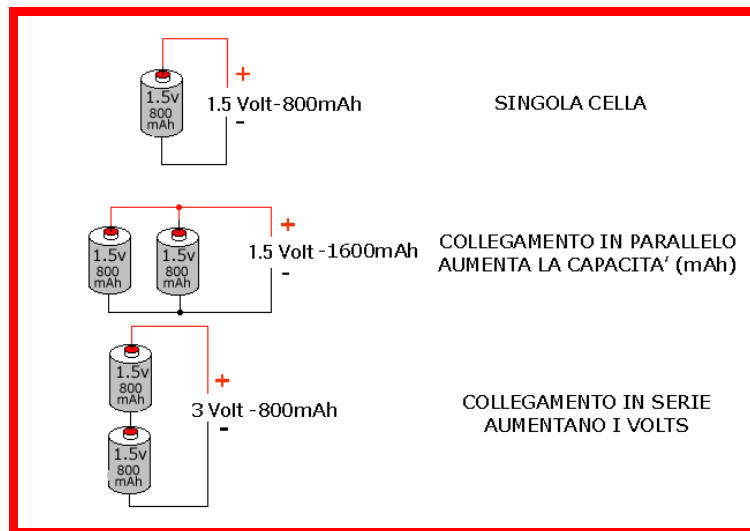 +
1.5v
800
mAh
1.5 Volt-800mAh
-
SINGOLA CELLA
+
1.5v
800
mAh
1.5v
800
mAh
1.5 Volt -1600mAh
-
COLLEGAMENTO IN PARALLELO
AUMENTA LA CAPACITA' (mAh)
1.5v
800
mAh
+
3 Volt -800mAh
-
1.5v
800
mAh
COLLEGAMENTO IN SERIE
AUMENTANO I VOLTS